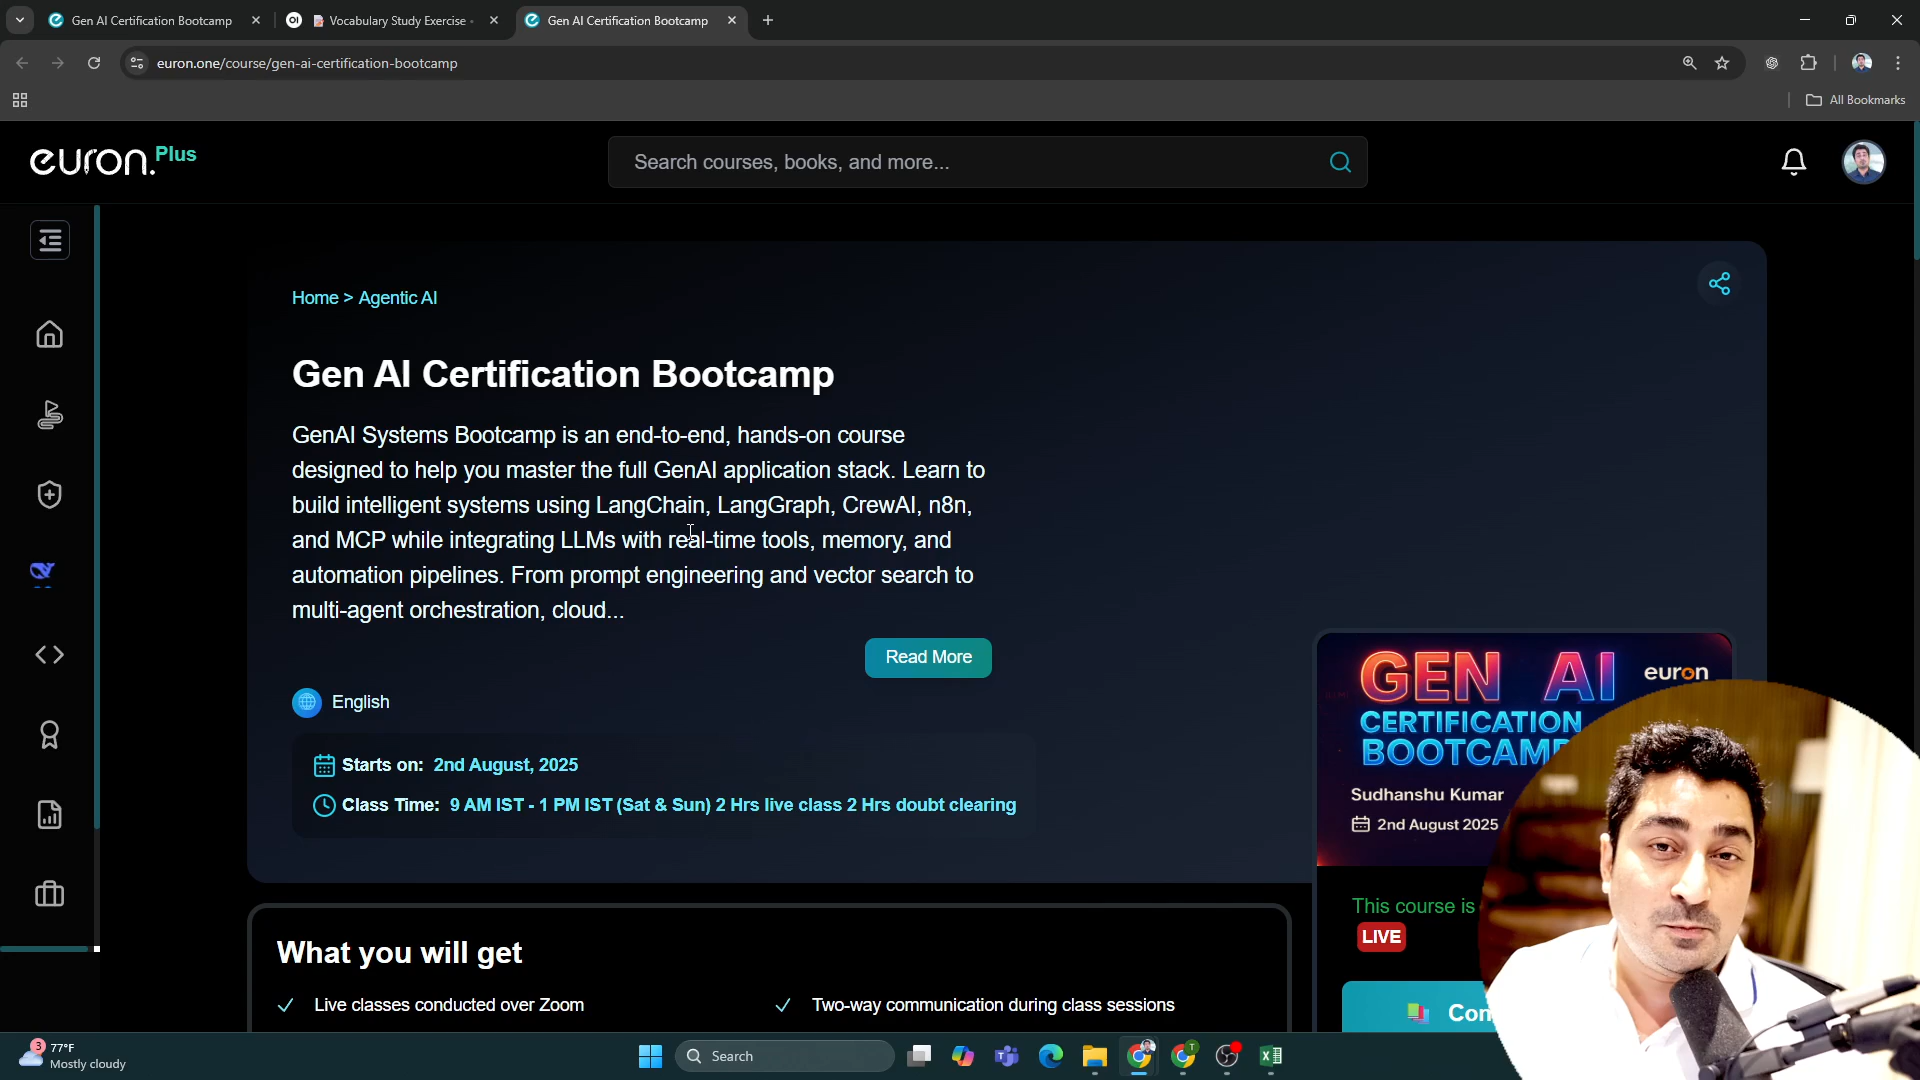 Gen AI Certification Bootcamp
Vocabulary Study Exercise
Gen AI Certification Bootcamp
euron.one/course/gen-ai-certification-bootcamp
All Bookmarks
euron.Plus
Search courses, books, and more...
Home > Agentic AI
Gen AI Certification Bootcamp
GenAI Systems Bootcamp is an end-to-end, hands-on course
designed to help you master the full GenAI application stack. Learn to
build intelligent systems using LangChain, LangGraph, CrewAI, n8n,
and MCP while integrating LLMs with real-time tools, memory, and
automation pipelines. From prompt engineering and vector search to
multi-agent orchestration, cloud...
Read More
English
Starts on: 2nd August, 2025
Class Time: 9 AM IST - 1 PM IST (Sat & Sun) 2 Hrs live class 2 Hrs doubt clearing
GEN AI
euron
CERTIFICATION
BOOTCAMP
Sudhanshu Kumar
2nd August 2025
This course is
LIVE
Con
What you will get
Live classes conducted over Zoom
Two-way communication during class sessions
3
77°F
Mostly cloudy
Search
T